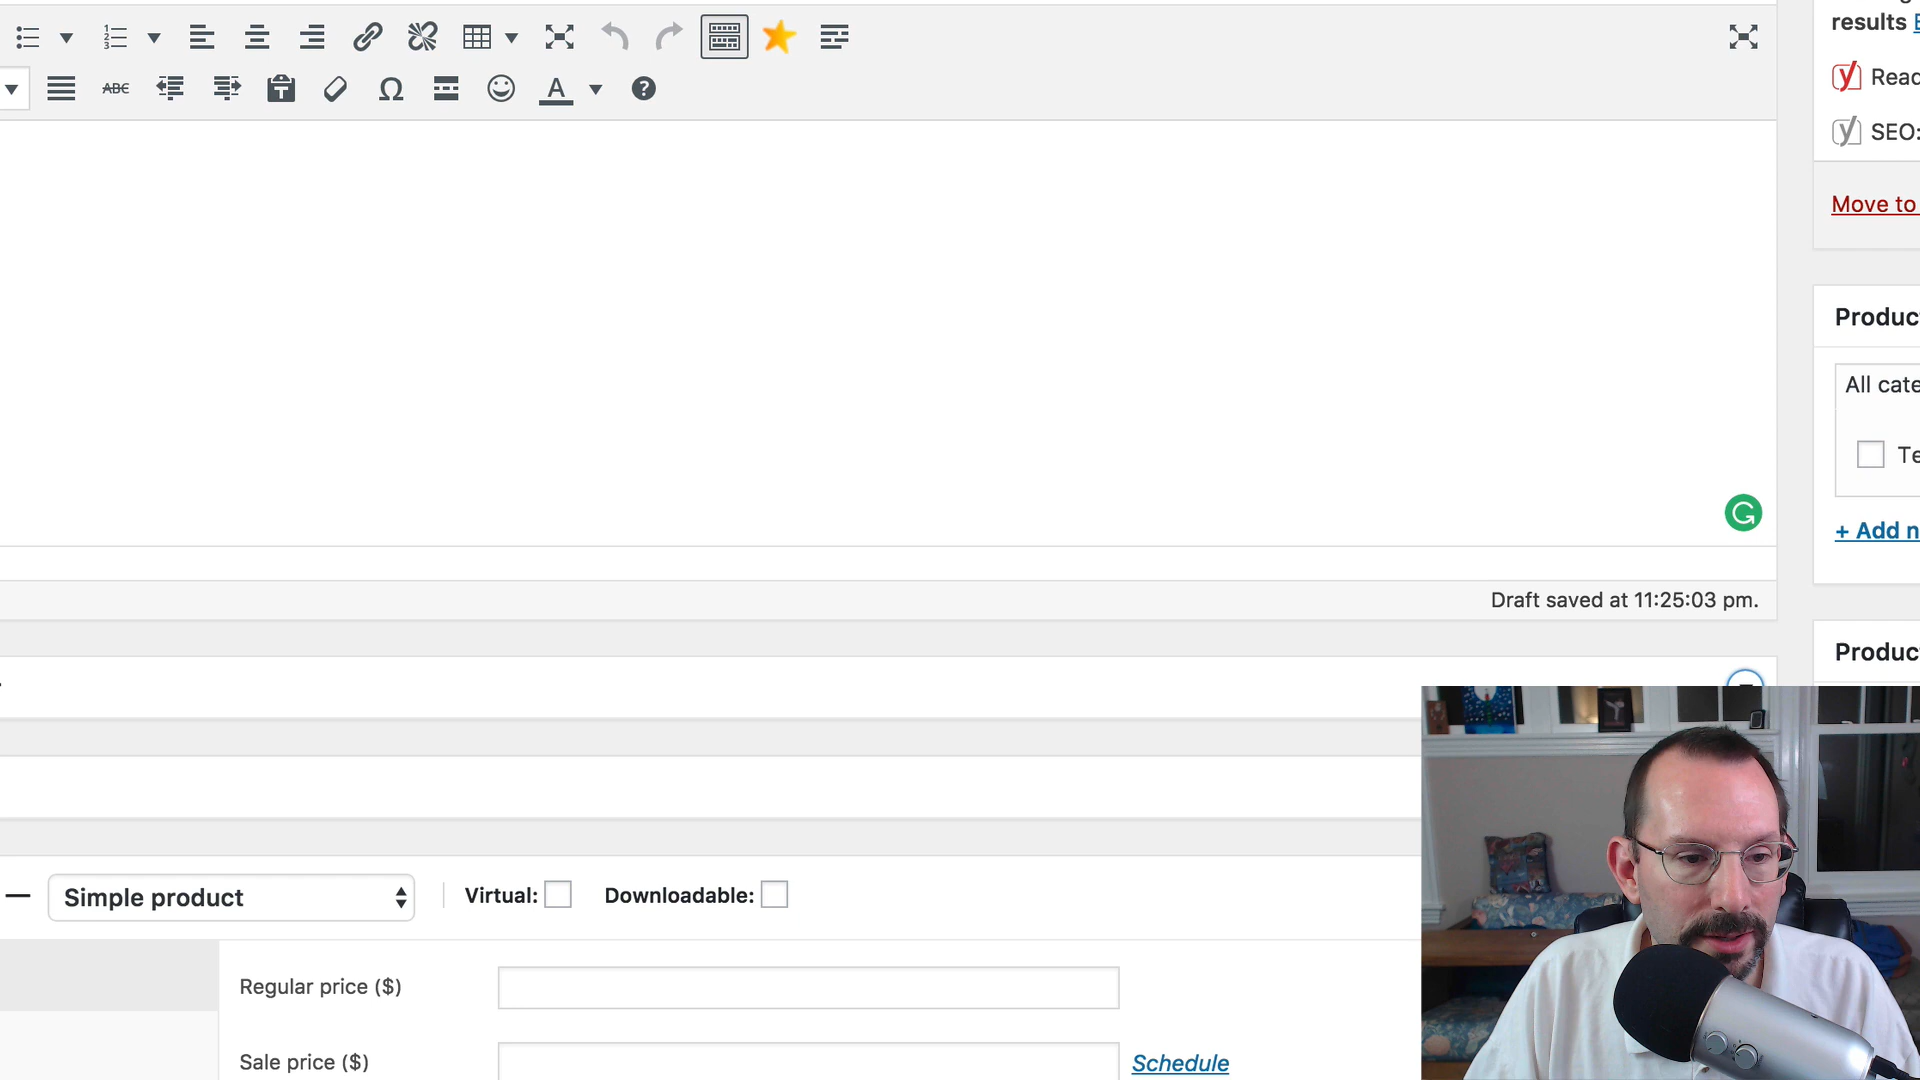 results
Read
SEO:
ABC
Move to
Produc
All cate
Te
+ Add n
Draft saved at 11:25:03 pm.
Produc
— Simple product
Virtual:
Downloadable:
Regular price ($)
Sale price ($)
Schedule